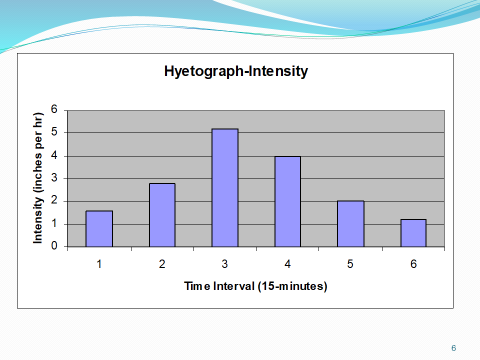 Hyetograph-Intensity
Intensity (inches per hr)
6
5
4
3
2
1
0
1 2 3 4 5 6
Time Interval (15-minutes)
6